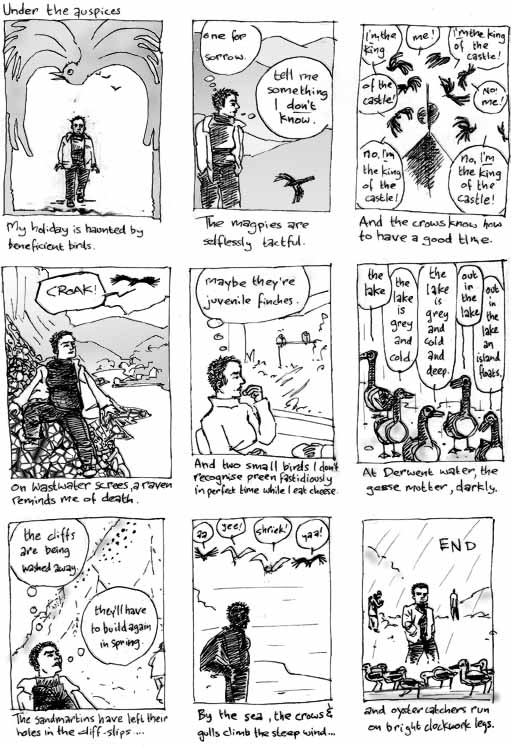 Under the auspices
My holiday is haunted by
beneficient birds.
one for
sorrow.
tell me
something
I don't
know.
The magpies are
selflessly tactful.
I'm the
king
of the
castle!
me!
I'm the king
of the
castle!
No!
me!
No, I'm
the king
of the
castle!
No,
I'm the
king of
the
castle!
And the crows know how
to have a good time.
CROAK!
On Wastwater screes, a raven
reminds me of death.
maybe they're
juvenile finches.
And two small birds I don't
recognise preen fastidiously
in perfect time while I eat cheese.
the
lake
the
lake
is
grey
and
cold
the
lake
is
grey
and
cold
and
deep.
out
in the
lake
out
in the
lake
an
island
floats.
At Derwent water, the
geese mutter, darkly.
the cliffs
are being
washed away.
they'll have
to build again
in spring.
The sandmartins have left their
holes in the cliff-slips...
aa
yee!
shriek!
yaa!
By the sea, the crows &
gulls climb the steep wind...
END
and oystercatchers run
on bright clockwork legs.